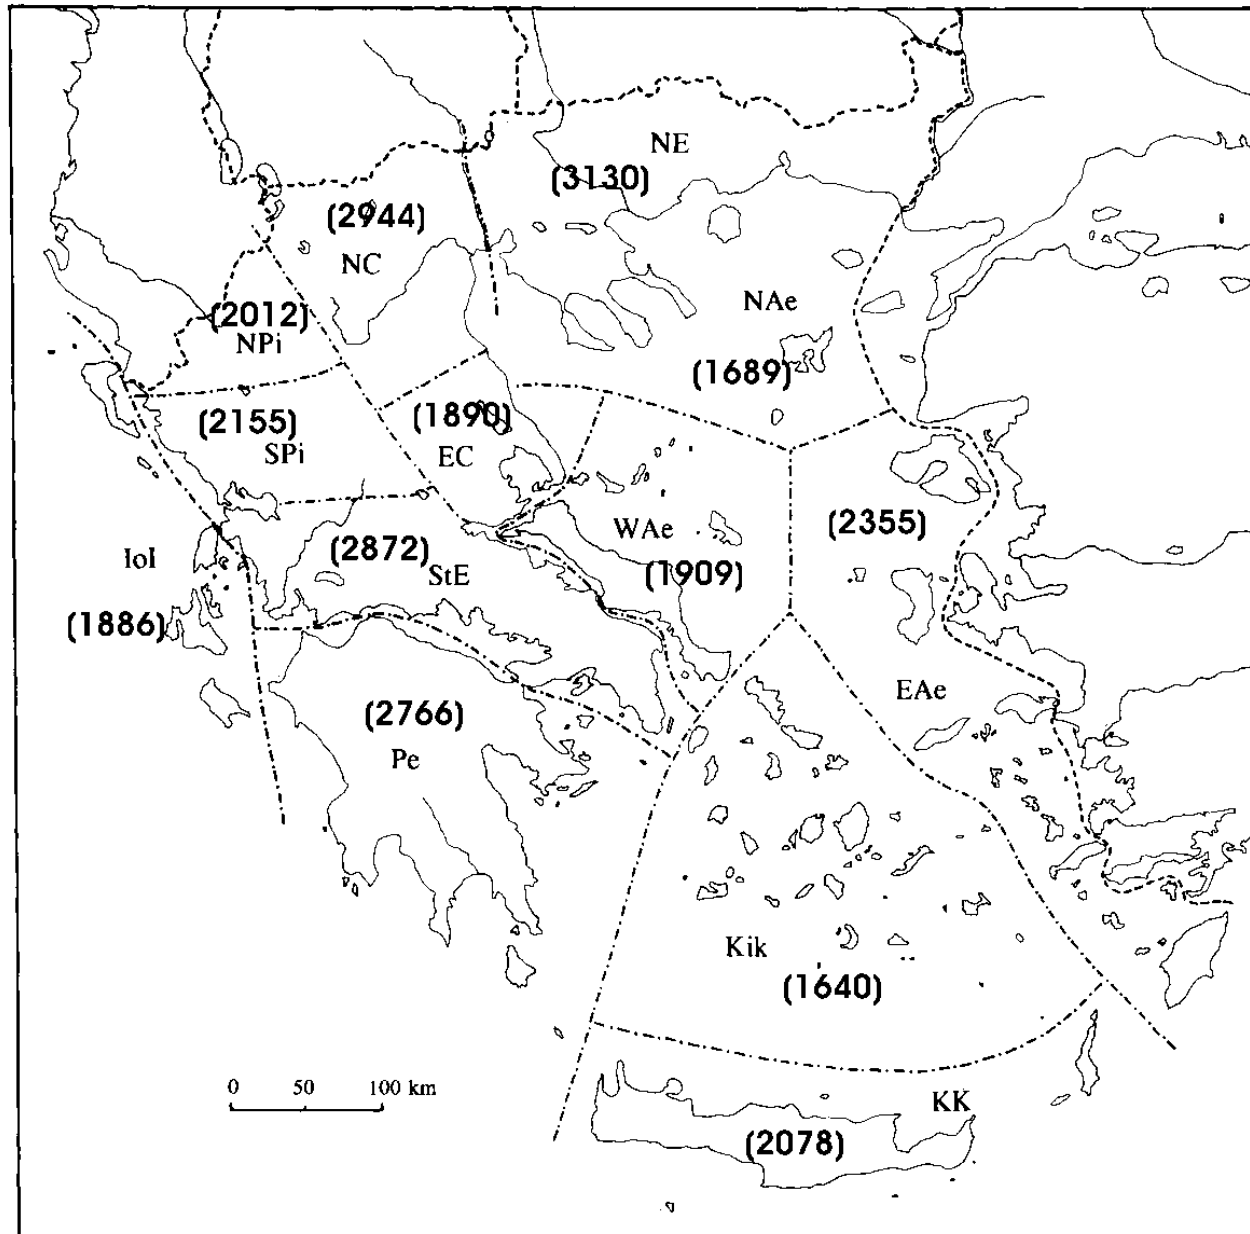 NE
(3130)
(2944)
NC
NAe
(2012)
NPi
(1689)
(2155)
SPi
(1890)
EC
WAe
(1909)
(2355)
IoI
(1886)
(2872)
StE
EAe
(2766)
Pe
Kik
(1640)
0 50 100 km
KK
(2078)